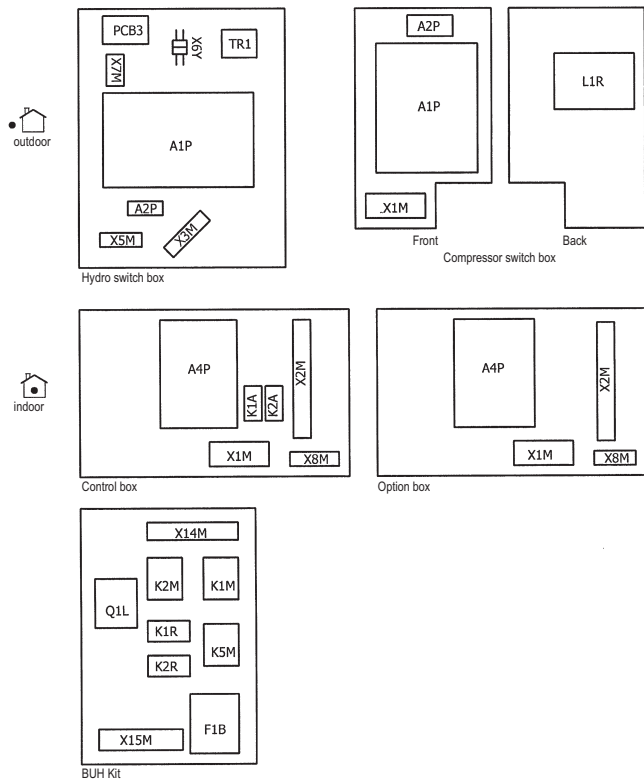 PCB3
X6Y
TR1
X7M
A1P
A2P
X5M
X3M
Hydro switch box
outdoor
A2P
A1P
X1M
Front
L1R
Back
Compressor switch box
indoor
A4P
K1A
K2A
X2M
X1M
X8M
Control box
A4P
X2M
X1M
X8M
Option box
X14M
K2M
K1M
Q1L
K1R
K5M
K2R
F1B
X15M
BUH Kit